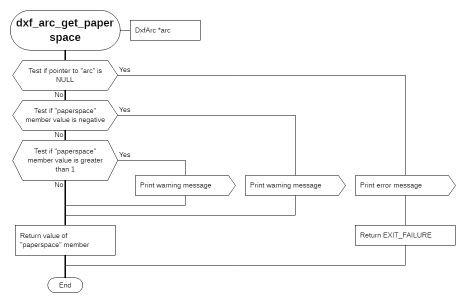 dxf_arc_get_paper
space
DxfArc *arc
Test if pointer to "arc" is
NULL
Yes
No
Test if "paperspace"
member value is negative
Yes
No
Test if "paperspace"
member value is greater
than 1
Yes
No
Print warning message
Print warning message
Print error message
Return value of
"paperspace" member
Return EXIT_FAILURE
End